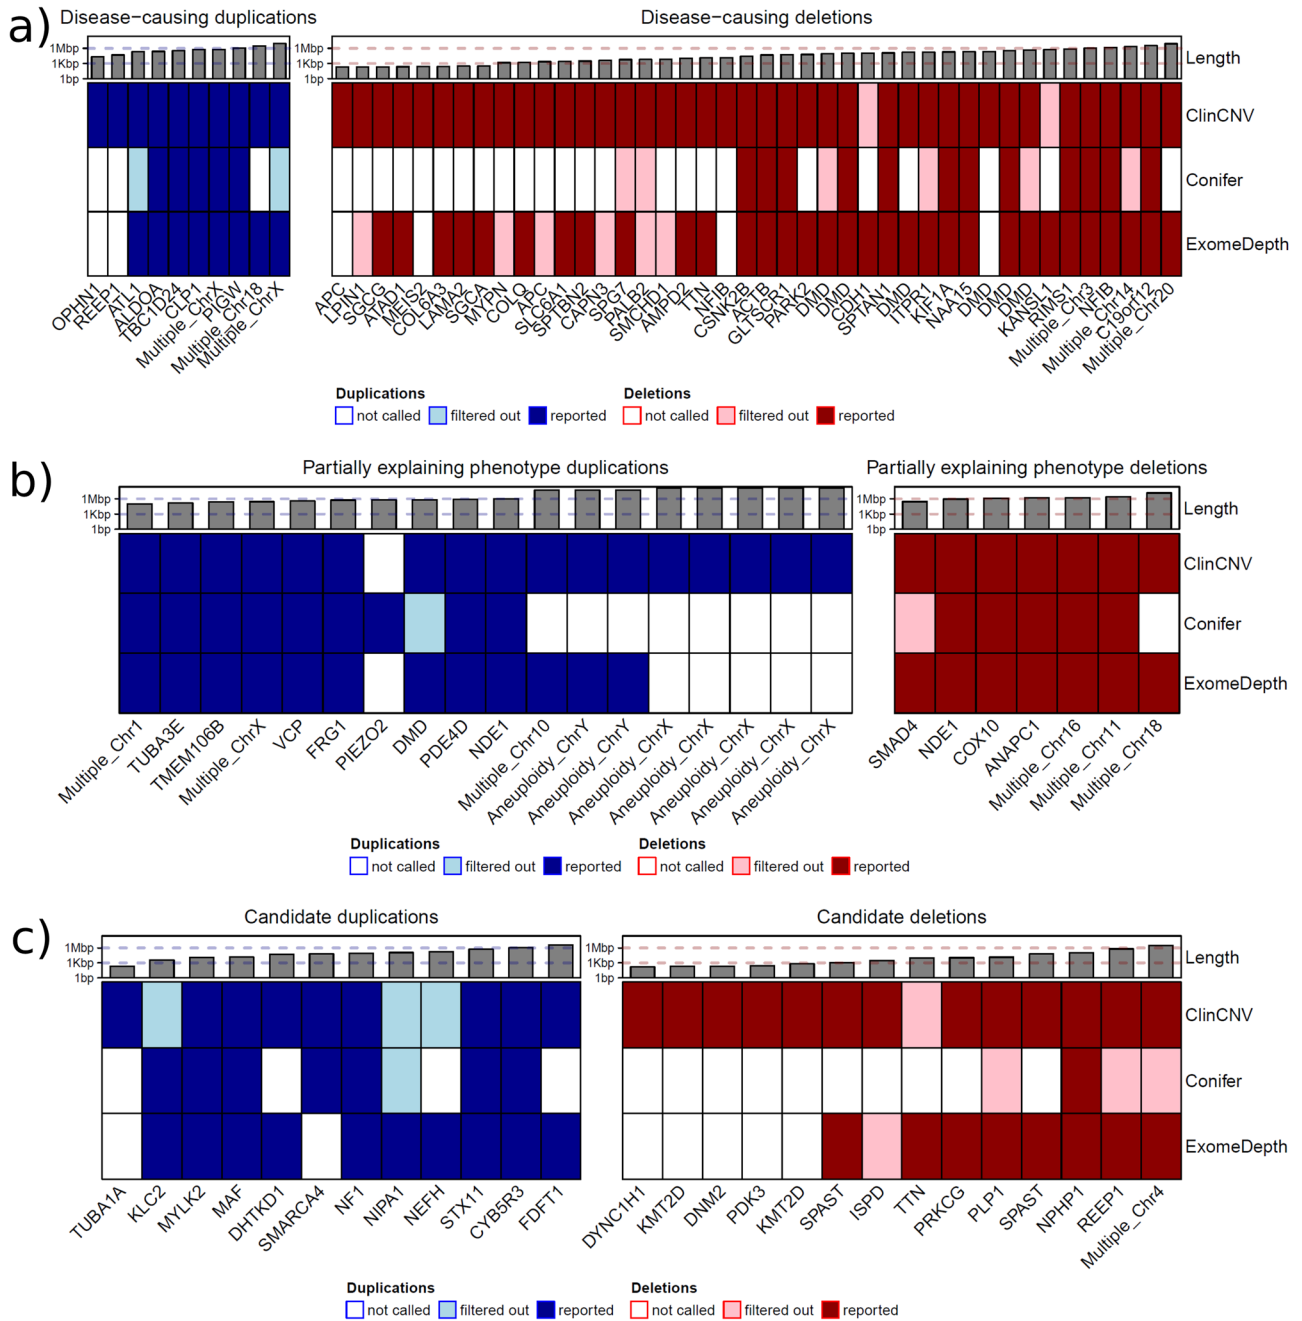 a)
Disease-causing duplications
Disease-causing deletions
1Mbp
1Kbp
1bp
1Mbp
1Kbp
1bp
Length
ClinCNV
Conifer
ExomeDepth
OPHN1
REEP1
ATL1
ALDOA
TBC1D24
CLP1
Multiple_ChrX
PIGW
Multiple_Chr18
Multiple_ChrX
APC
LPIN1
SGCG
ATAD1
MEIS2
COL6A3
LAMA2
SGCA
MYPN
COLQ
APC
SLC6A1
SPTBN2
CAPN3
SPG7
PALB2
SMCHD1
AMPD2
TTN
NFIB
CSNK2B
ACTB
GLTSCR1
PARK2
DMD
DMD
CDH1
SPTAN1
DMD
ITPR1
KIF1A
NAA15
DMD
DMD
DMD
KANSL1
RIMS1
Multiple_Chr3
NFIB
Multiple_Chr14
C19orf12
Multiple_Chr20
Duplications
Deletions
not called
filtered out
reported
not called
filtered out
reported
b)
Partially explaining phenotype duplications
Partially explaining phenotype deletions
1Mbp
1Kbp
1bp
1Mbp
1Kbp
1bp
Length
ClinCNV
Conifer
ExomeDepth
Multiple_Chr1
TUBA3E
TMEM106B
Multiple_ChrX
VCP
FRG1
PIEZO2
DMD
PDE4D
NDE1
Multiple_Chr10
Aneuploidy_ChrY
Aneuploidy_ChrY
Aneuploidy_ChrX
Aneuploidy_ChrX
Aneuploidy_ChrX
Aneuploidy_ChrX
Aneuploidy_ChrX
SMAD4
NDE1
COX10
ANAPC1
Multiple_Chr16
Multiple_Chr11
Multiple_Chr18
Duplications
Deletions
not called
filtered out
reported
not called
filtered out
reported
c)
Candidate duplications
Candidate deletions
1Mbp
1Kbp
1bp
1Mbp
1Kbp
1bp
Length
ClinCNV
Conifer
ExomeDepth
TUBA1A
KLC2
MYLK2
MAF
DHTKD1
SMARCA4
NF1
NIPA1
NEFH
STX11
CYB5R3
FDFT1
DYNC1H1
KMT2D
DNM2
PDK3
KMT2D
SPAST
ISPD
TTN
PRKCG
PLP1
SPAST
NPHP1
REEP1
Multiple_Chr4
Duplications
Deletions
not called
filtered out
reported
not called
filtered out
reported